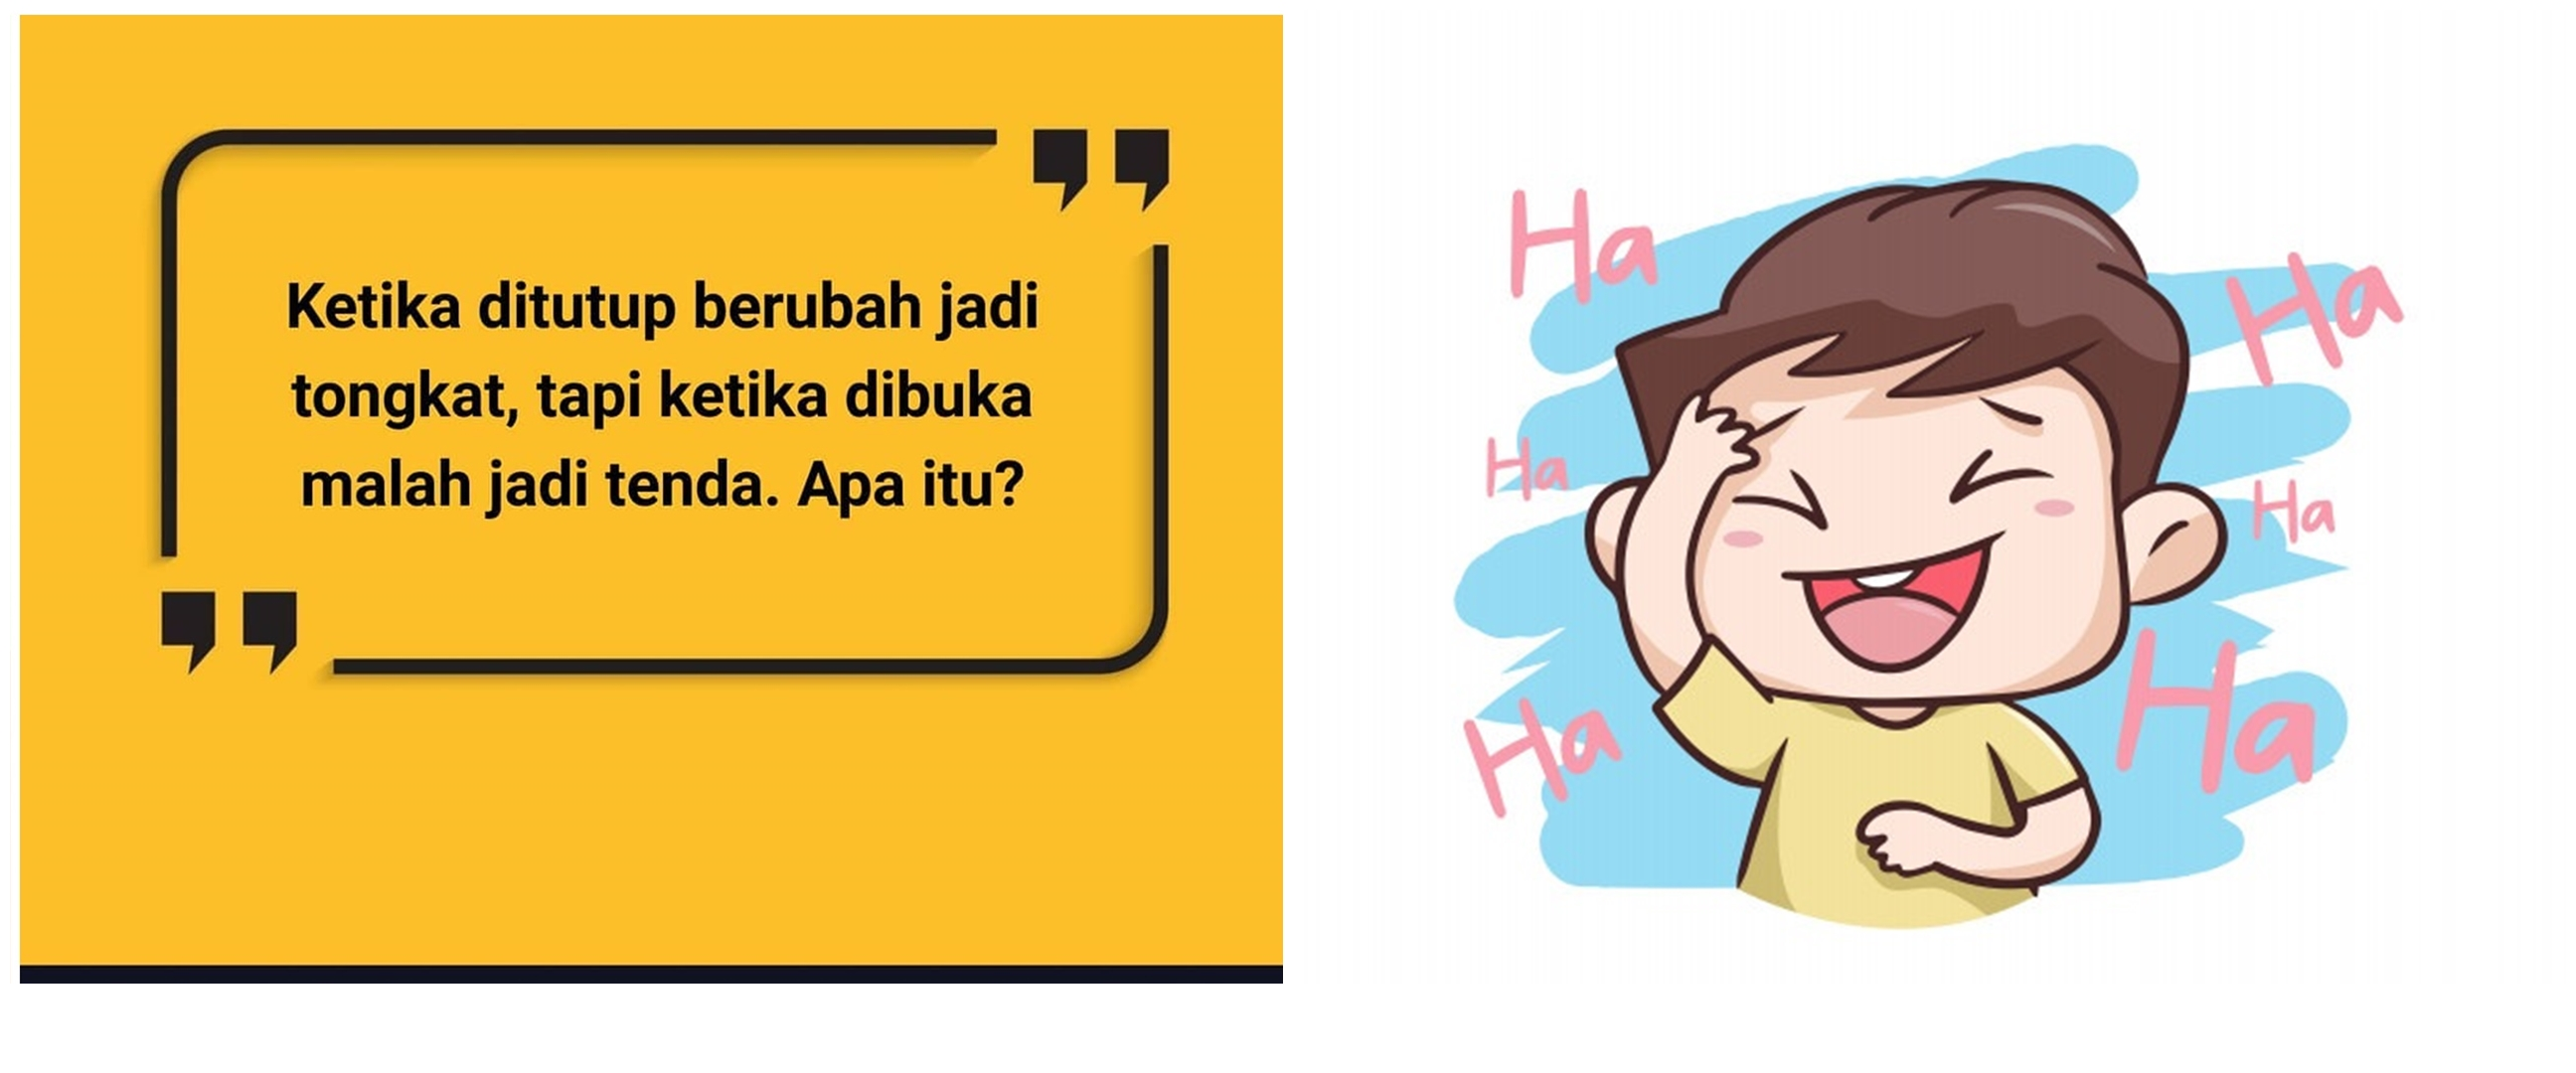 Ketika ditutup berubah jadi
tongkat, tapi ketika dibuka
malah jadi tenda. Apa itu?
Ha
Ha
Ha
Ha
Ha
Ha